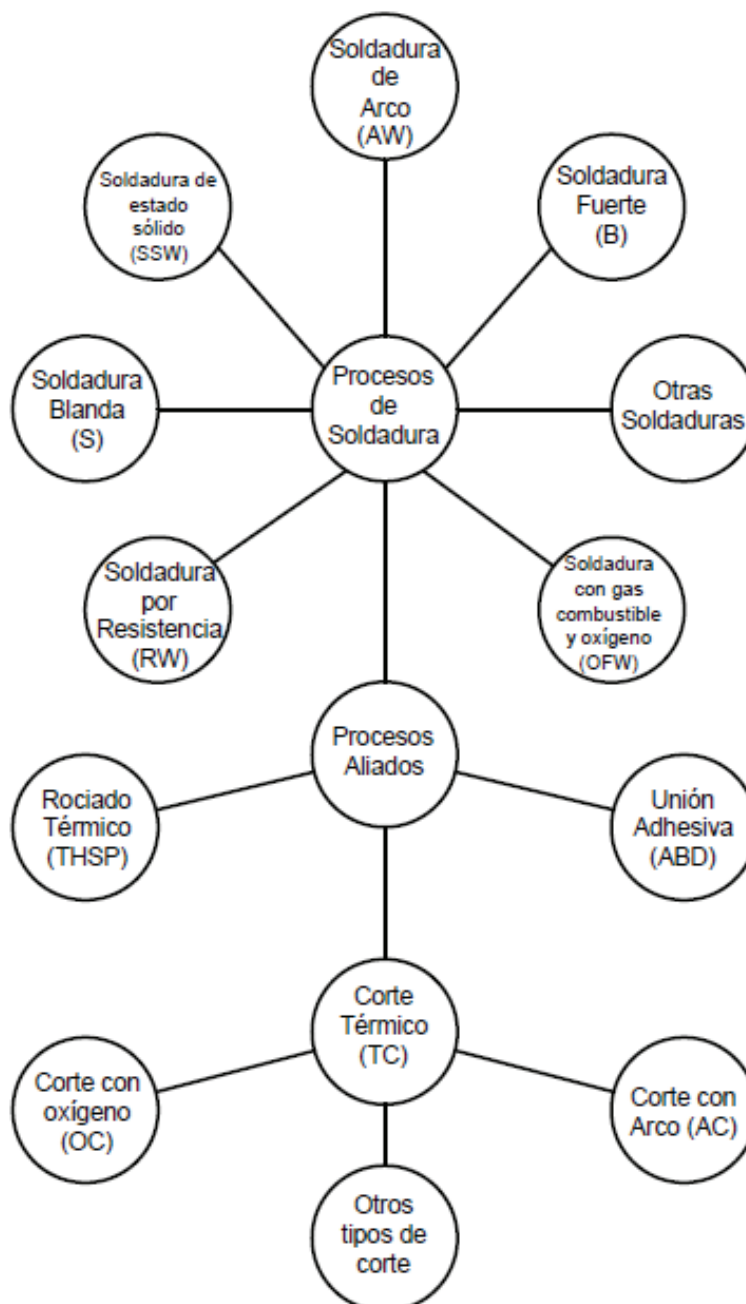 Soldadura
de
Arco
(AW)
Soldadura de
estado
sólido
(SSW)
Soldadura
Fuerte
(B)
Soldadura
Blanda
(S)
Procesos
de
Soldadura
Otras
Soldaduras
Soldadura
por
Resistencia
(RW)
Soldadura
con gas
combustible
y oxígeno
(OFW)
Procesos
Aliados
Rociado
Térmico
(THSP)
Unión
Adhesiva
(ABD)
Corte
Térmico
(TC)
Corte con
oxígeno
(OC)
Corte con
Arco (AC)
Otros
tipos de
corte